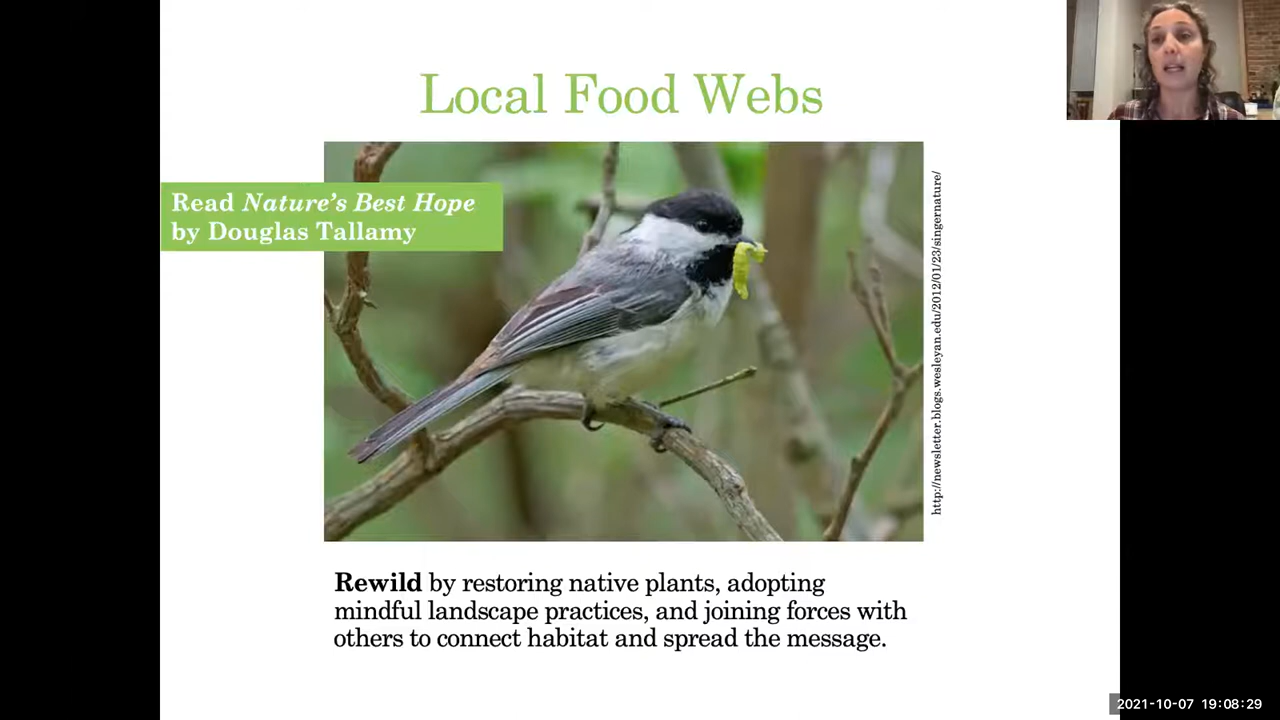 Local Food Webs
Read Nature's Best Hope
by Douglas Tallamy
http://newsletter.blogs.wesleyan.edu/2012/01/23/singernature/
Rewild by restoring native plants, adopting
mindful landscape practices, and joining forces with
others to connect habitat and spread the message.
2021-10-07 19:08:29